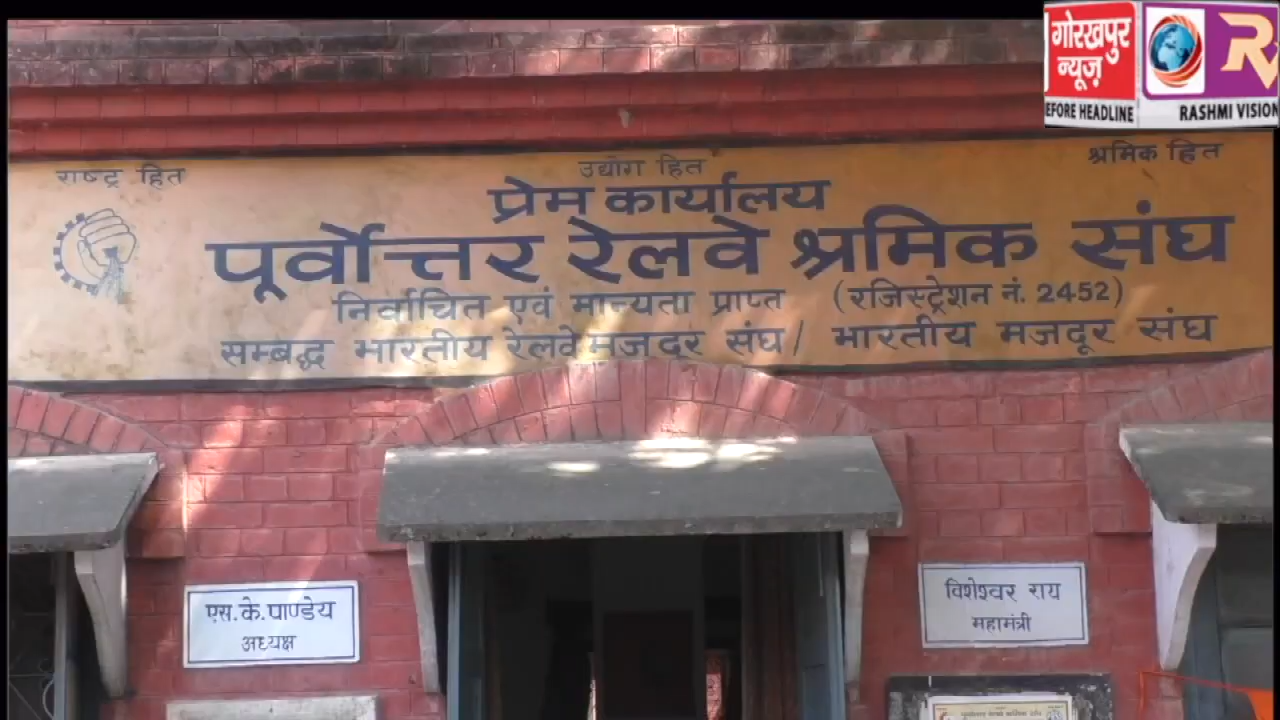 गोरखपुर
न्यूज़
EFORE HEADLINE
RASHMI VISION
राष्ट्र हित
उद्योग हित
श्रमिक हित
प्रेम कार्यालय
पूर्वोत्तर रेलवे श्रमिक संघ
निर्वाचित एवं मान्यता प्राप्त (रजिस्ट्रेशन नं. 2452)
सम्बद्ध भारतीय रेलवे मजदूर संघ/ भारतीय मजदूर संघ
एस. के. पाण्डेय
अध्यक्ष
विशेश्वर राय
महामंत्री